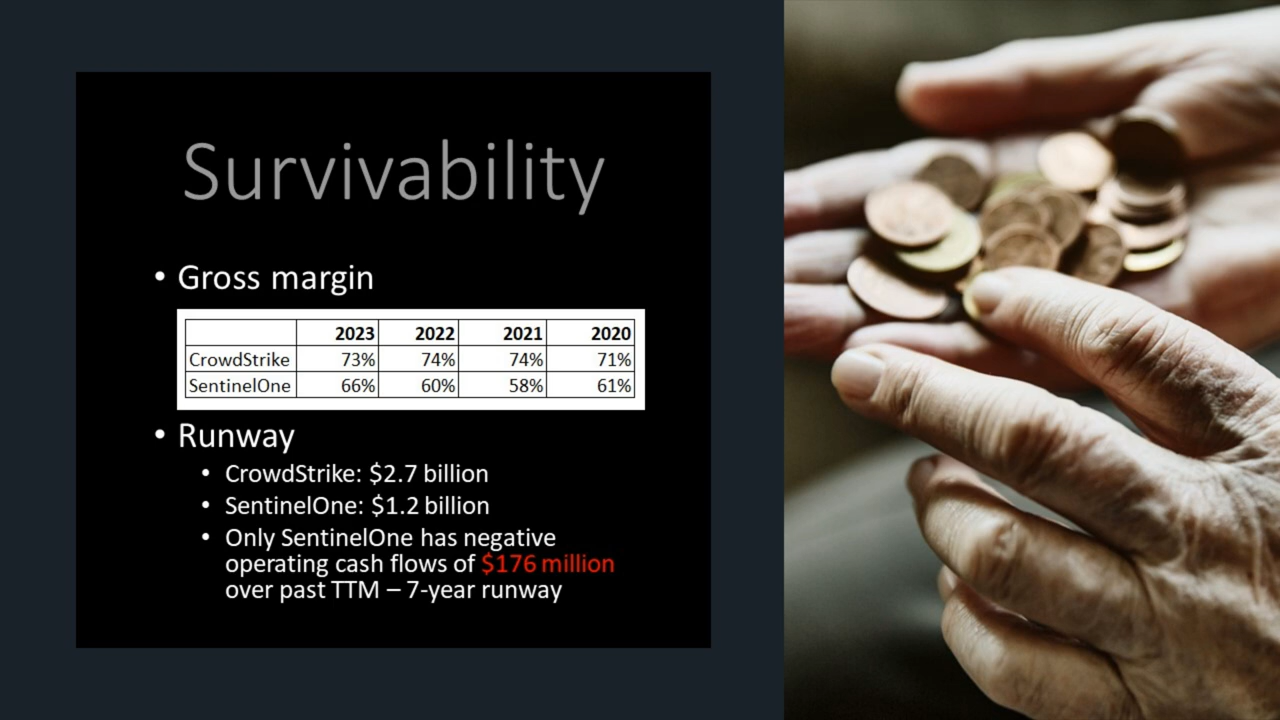 Survivability
• Gross margin
2023 2022 2021 2020
CrowdStrike 73% 74% 74% 71%
SentinelOne 66% 60% 58% 61%
• Runway
• CrowdStrike: $2.7 billion
• SentinelOne: $1.2 billion
• Only SentinelOne has negative
operating cash flows of $176 million
over past TTM – 7-year runway